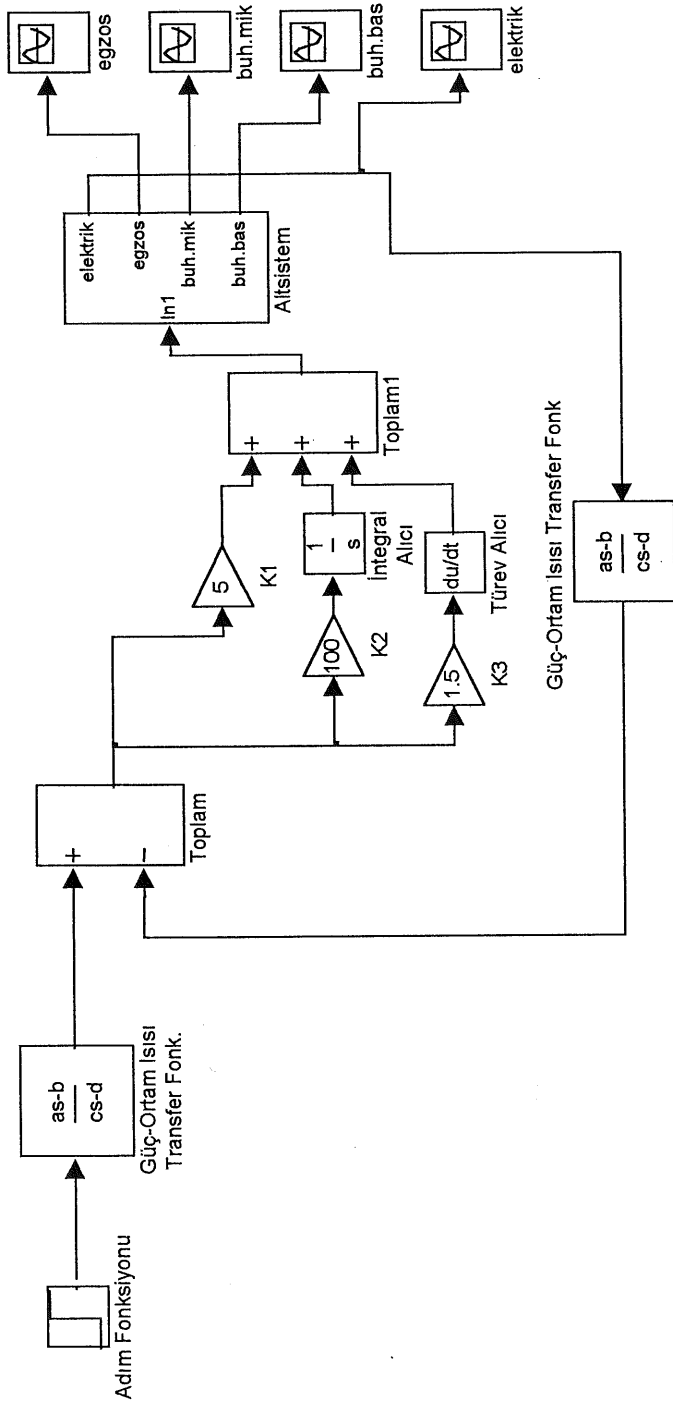 Adım Fonksiyonu
as-b
cs-d
Güç-Ortam Isısı
Transfer Fonk.
+
−
Toplam
5
K1
100
K2
1.5
K3
1
s
İntegral
Alıcı
du/dt
Türev Alıcı
+
+
+
Toplam1
In1
elektrik
egzos
buh.mik
buh.bas
Altsistem
egzos
buh.mik
buh.bas
elektrik
Güç-Ortam Isısı Transfer Fonk
as-b
cs-d